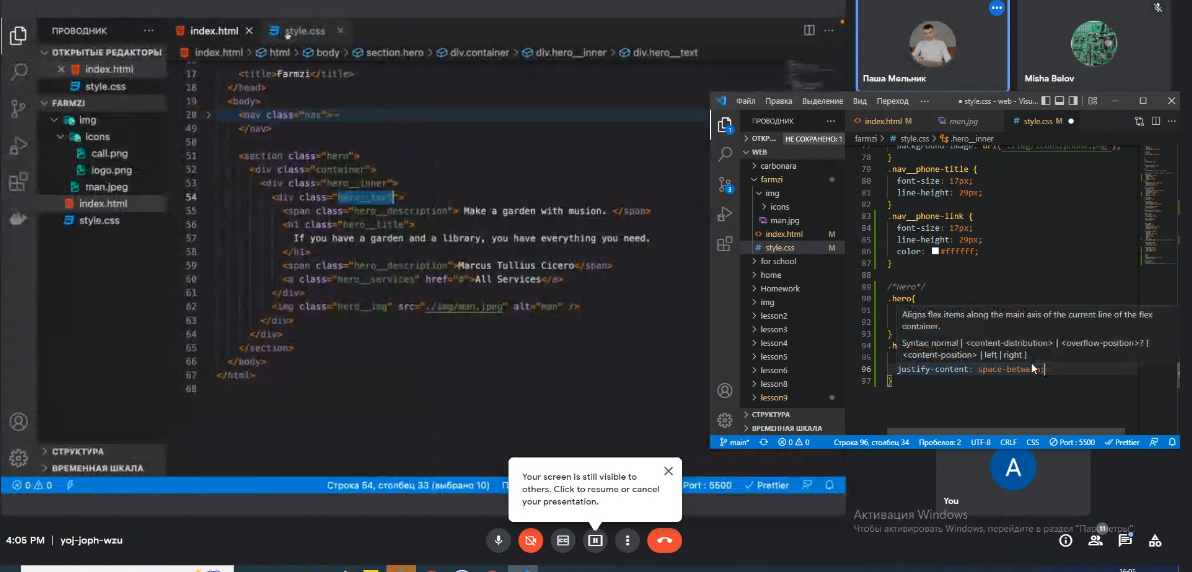 ПРОВОДНИК
ОТКРЫТЫЕ РЕДАКТОРЫ
index.html
style.css
FARMZI
img
icons
call.png
logo.png
man.jpeg
index.html
style.css
СТРУКТУРА
ВРЕМЕННАЯ ШКАЛА
index.html
style.css
index.html > html > body > section.hero > div.container > div.hero__inner > div.hero__text
17 <title>Farmzi</title>
18 </head>
19 <body>
20 <nav class="nav">
49 </nav>
50
51 <section class="hero">
52 <div class="container">
53 <div class="hero__inner">
54 <div class="hero__text">
55 <span class="hero__description"> Make a garden with musion. </span>
56 <h1 class="hero__title">
57 If you have a garden and a library, you have everything you need.
58 </h1>
59 <span class="hero__description">Marcus Tullius Cicero</span>
60 <a class="hero__services" href="#">All Services</a>
61 </div>
62 <img class="hero__img" src="./img/man.jpeg" alt="man" />
63 </div>
64 </div>
65 </section>
66 </body>
67 </html>
68
0 0
Строка 54, столбец 33 (выбрано 10)
Port : 5500
Prettier
Паша Мельник
Misha Belov
Файл Правка Выделение Вид Переход ... ● style.css - web - Visu...
ПРОВОДНИК
ОТКР... НЕ СОХРАНЕНО: 1
WEB
carbonara
farmzi
img
icons
man.jpg
index.html M
style.css M
for school
home
Homework
img
lesson2
lesson3
lesson4
lesson5
lesson6
lesson8
lesson9
СТРУКТУРА
ВРЕМЕННАЯ ШКАЛА
1
3
index.html M
man.jpg
style.css M
farmzi > # style.css > .hero__inner
78 }
79 .nav__phone-title {
80 font-size: 17px;
81 line-height: 29px;
82 }
83 .nav__phone-link {
84 font-size: 17px;
85 line-height: 29px;
86 color: #ffffff;
87 }
88
89 /*Hero*/
90 .hero{
91
Aligns flex items along the main axis of the current line of the flex
92
container.
93 }
94 .h
Syntax: normal | <content-distribution> | <overflow-position>? [
95
<content-position> | left | right ]
96 justify-content: space-between;
97 }
main* 0 0 Строка 96, столбец 34 Пробелов: 2 UTF-8 CRLF CSS Port : 5500 Prettier
Your screen is still visible to
others. Click to resume or cancel
your presentation.
A
You
Активация Windows
Чтобы активировать Windows, перейдите в раздел "Параметры".
4:05 PM | yoj-joph-wzu
11